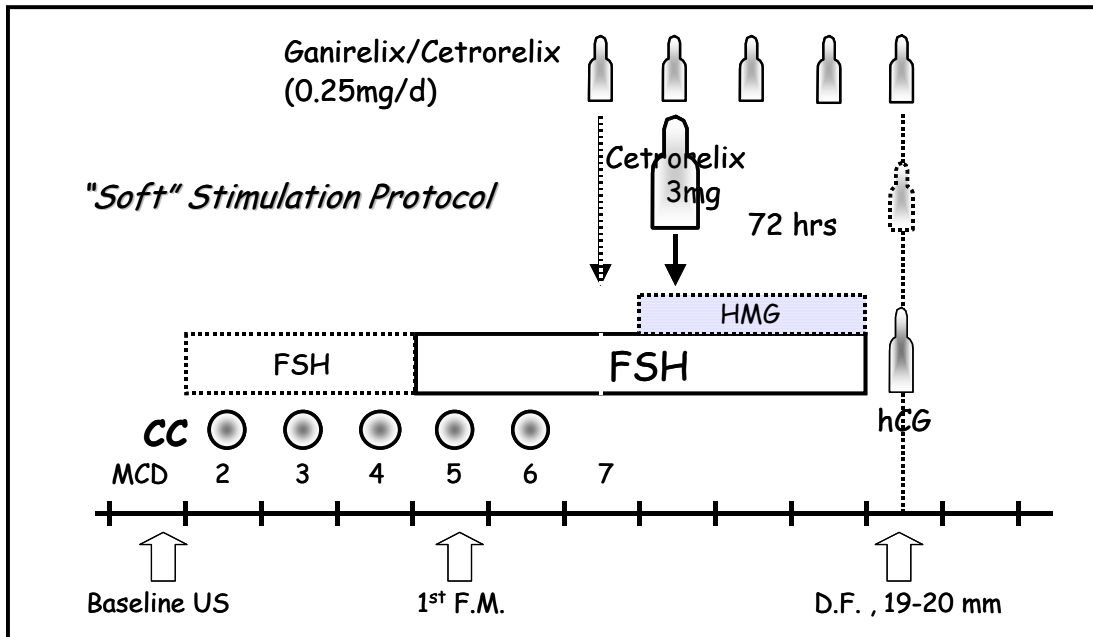 Ganirelix/Cetrorelix
(0.25mg/d)
Cetrorelix
3mg
"Soft" Stimulation Protocol
72 hrs
HMG
FSH
FSH
CC
hCG
MCD 2 3 4 5 6 7
Baseline US
1st F.M.
D.F. , 19-20 mm